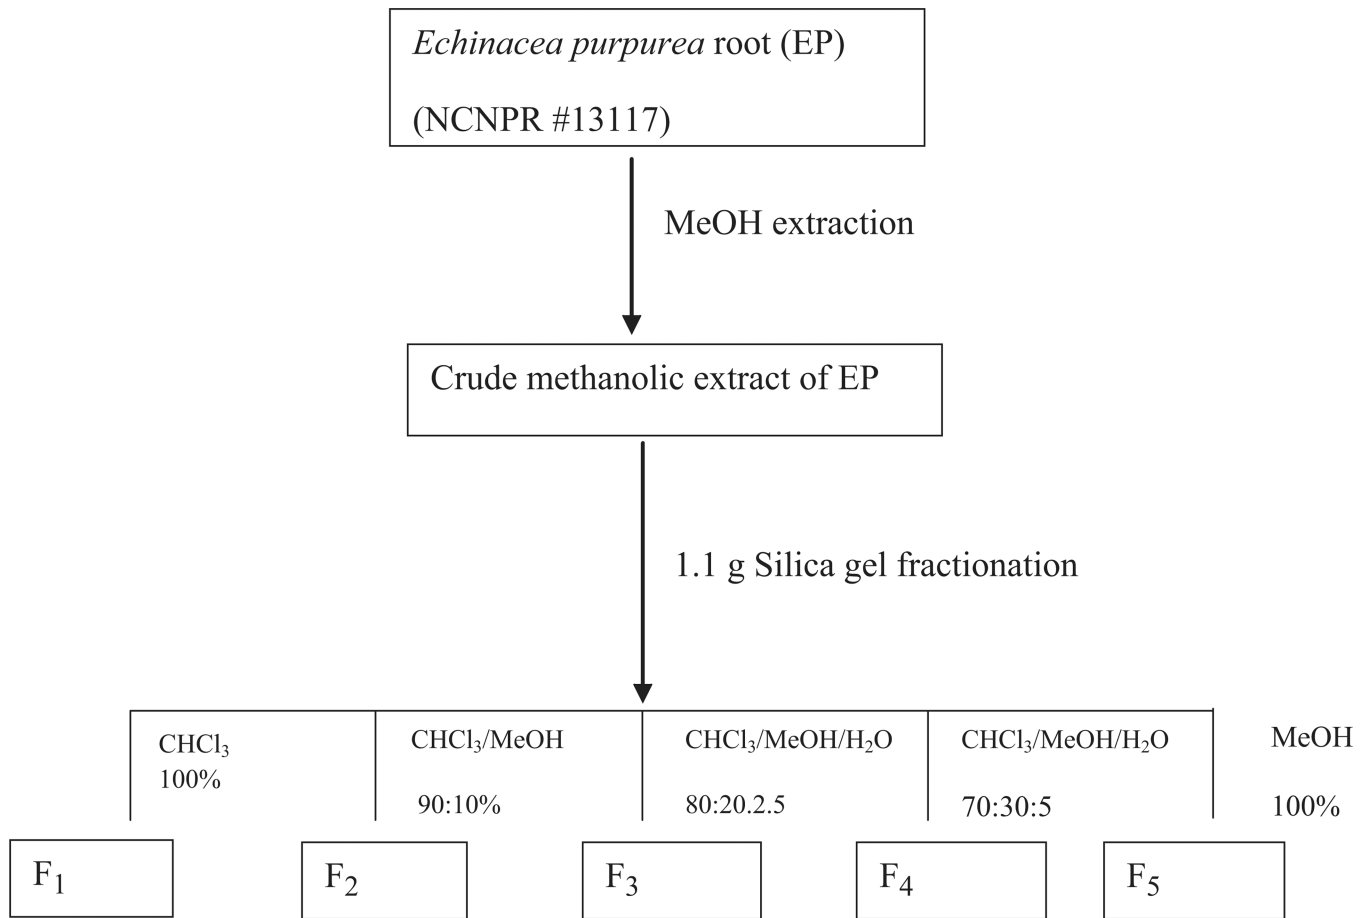 Echinacea purpurea root (EP)
(NCNPR #13117)
MeOH extraction
Crude methanolic extract of EP
1.1 g Silica gel fractionation
CHCl₃
100%
CHCl₃/MeOH
90:10%
CHCl₃/MeOH/H₂O
80:20.2.5
CHCl₃/MeOH/H₂O
70:30:5
MeOH
100%
F₁
F₂
F₃
F₄
F₅